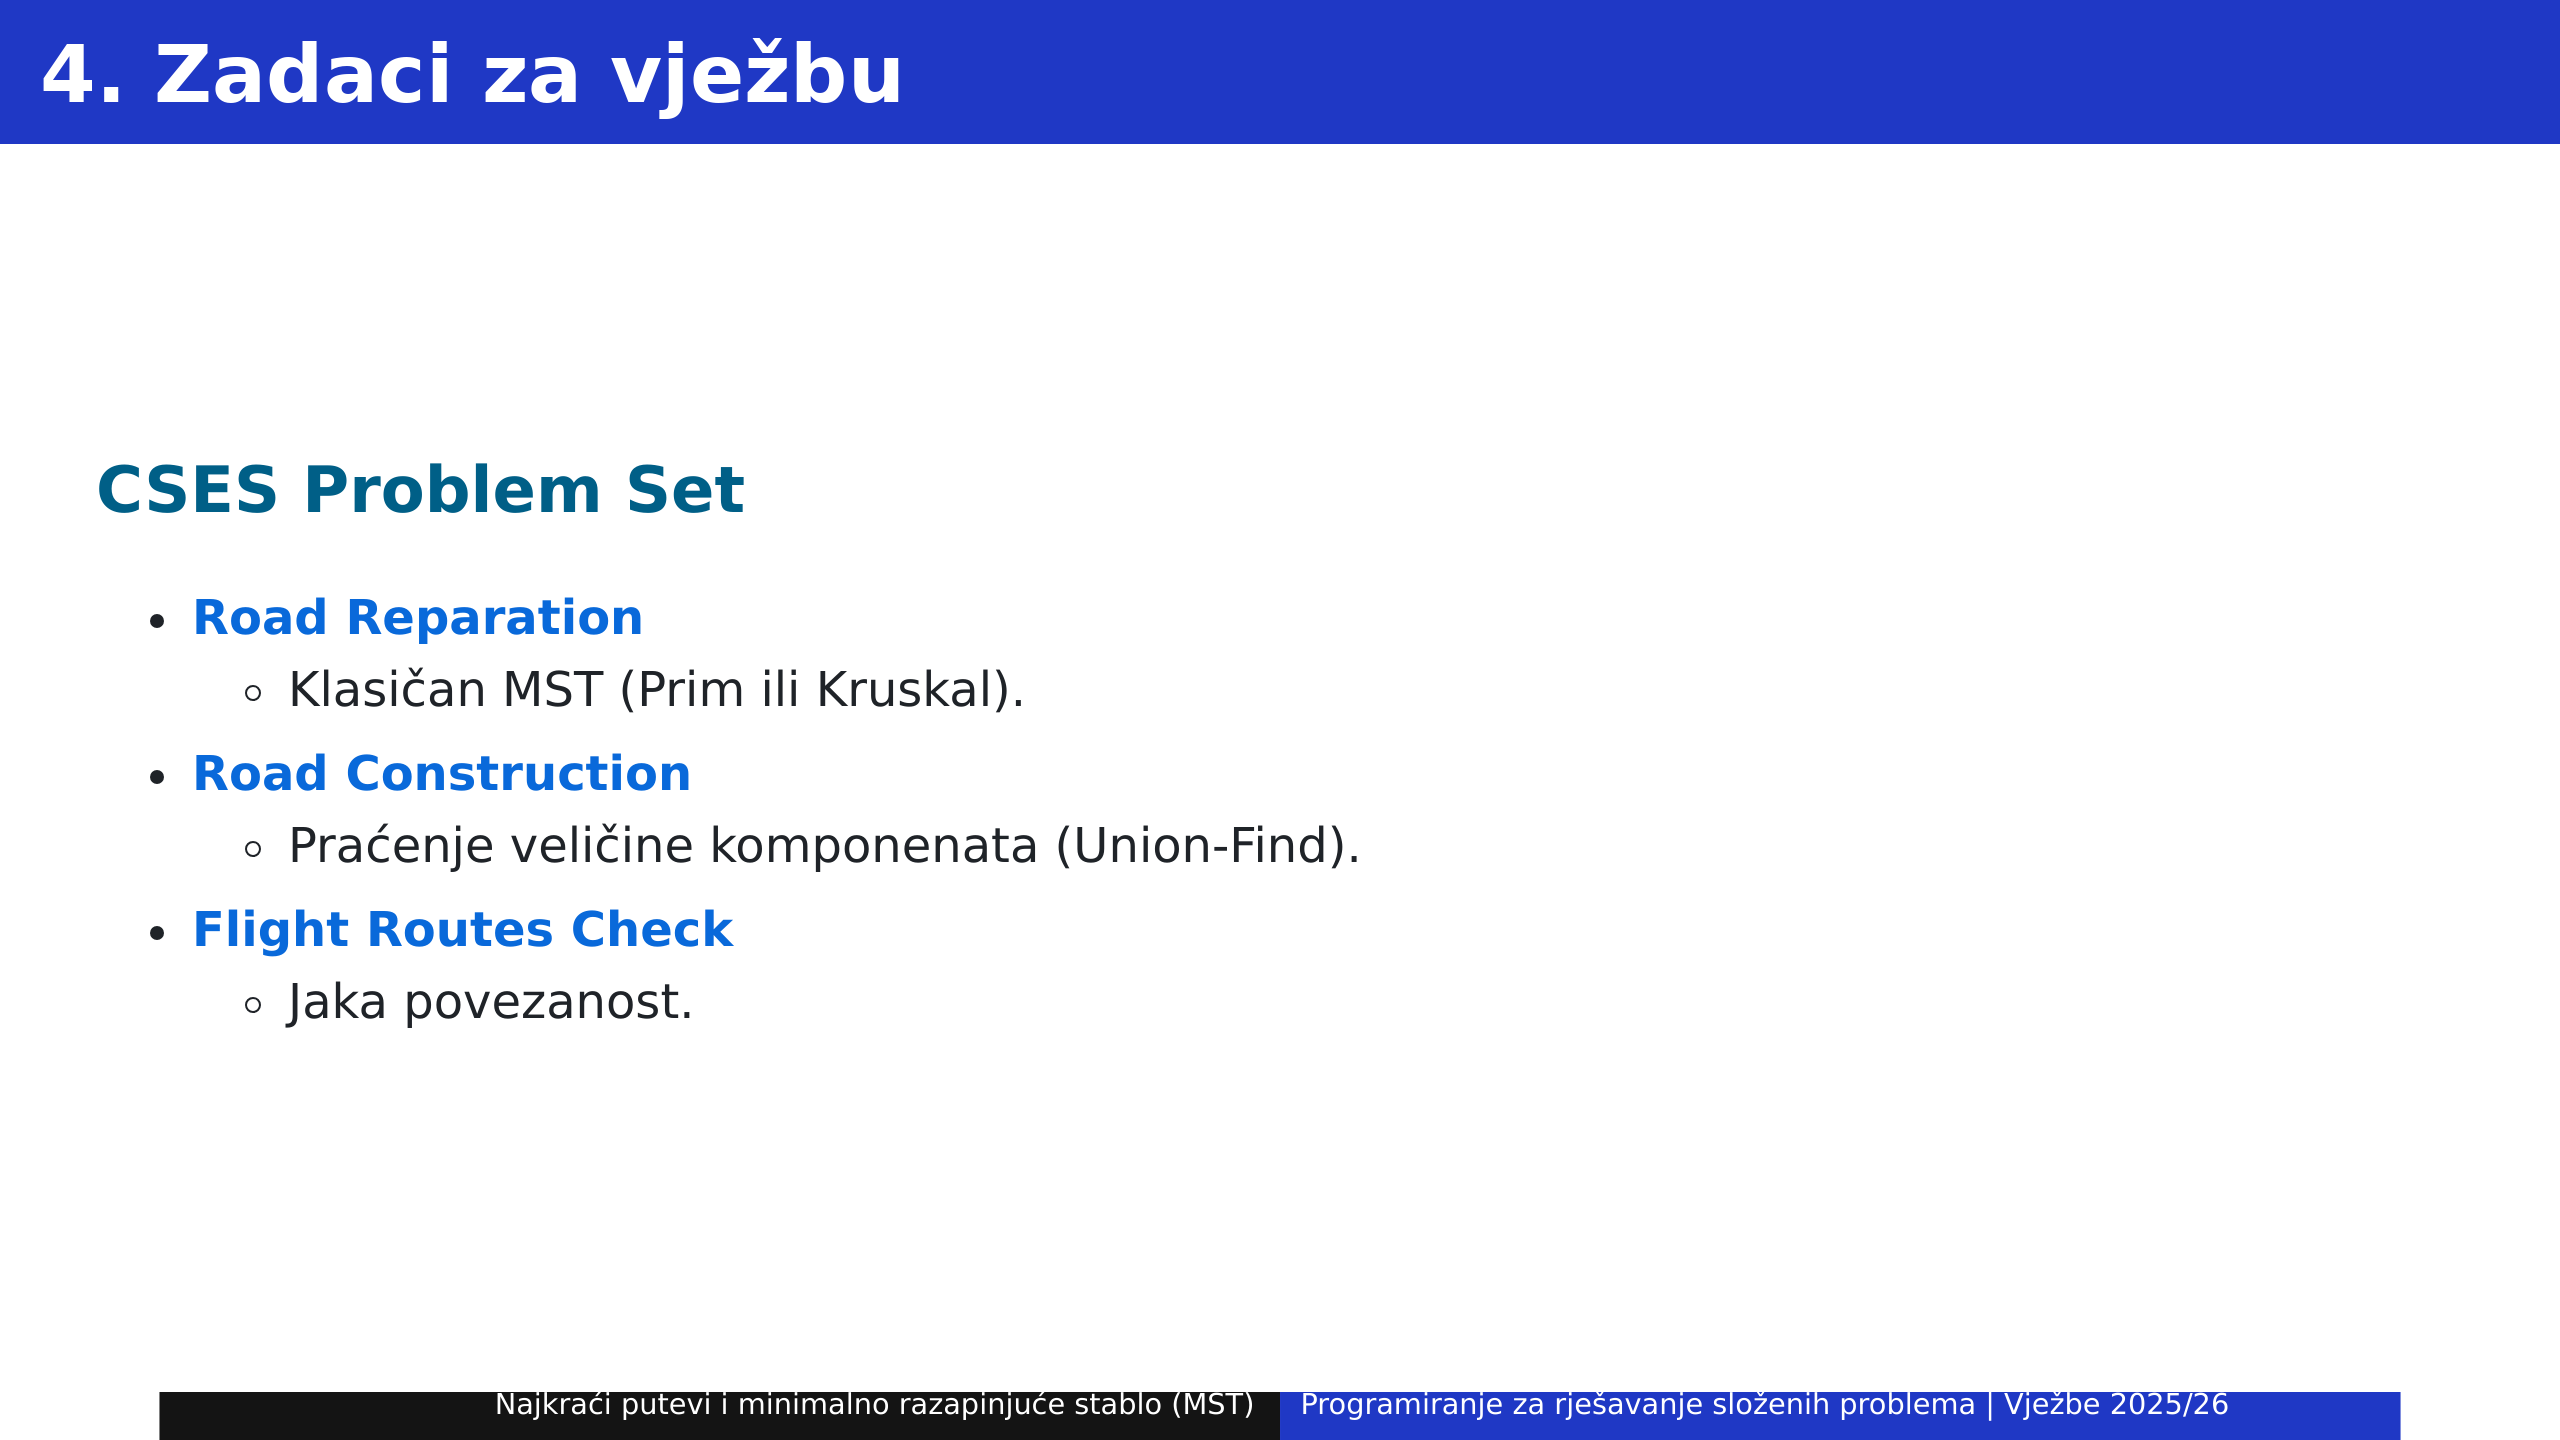 4. Zadaci za vježbu
CSES Problem Set
Road Reparation
Klasičan MST (Prim ili Kruskal).
Road Construction
Praćenje veličine komponenata (Union-Find).
Flight Routes Check
Jaka povezanost.
Najkraći putevi i minimalno razapinjuće stablo (MST)
Programiranje za rješavanje složenih problema | Vježbe 2025/26